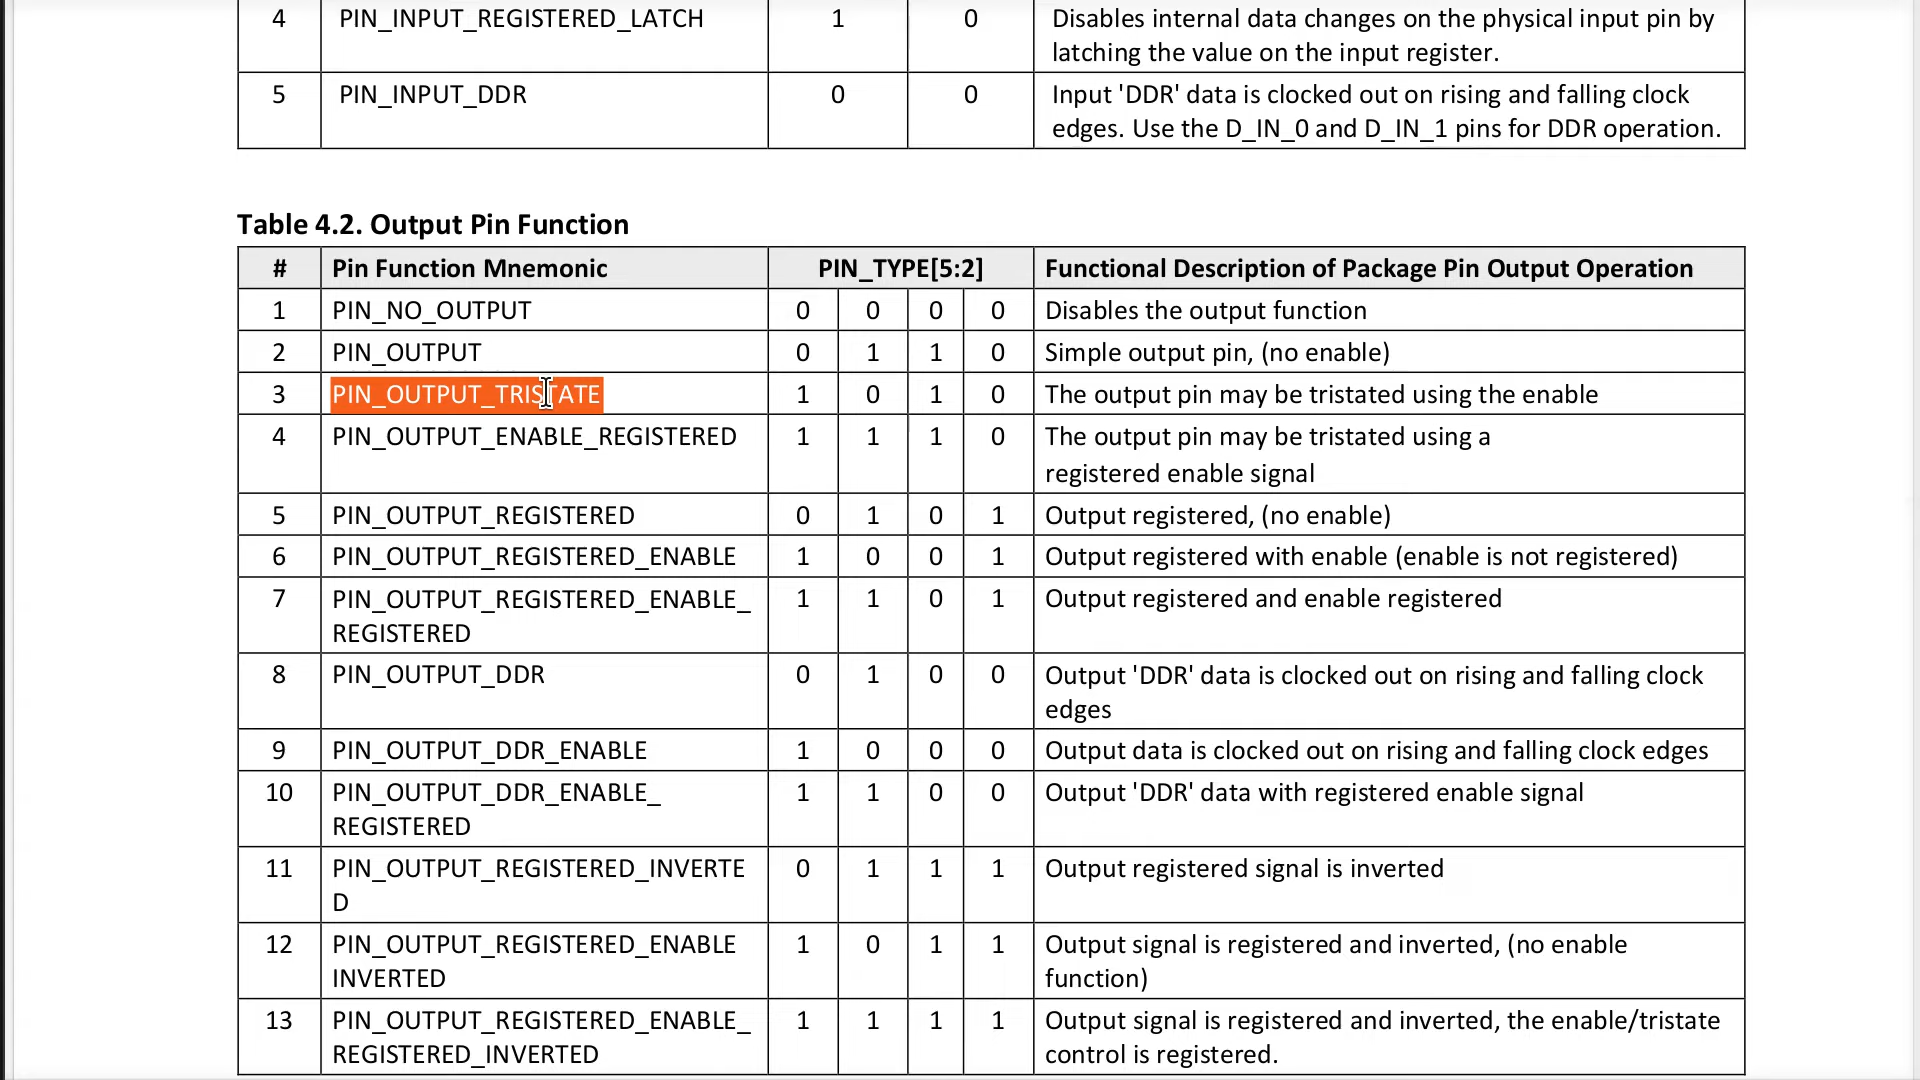 4 PIN_INPUT_REGISTERED_LATCH 1 0 Disables internal data changes on the physical input pin by
latching the value on the input register.
5 PIN_INPUT_DDR 0 0 Input 'DDR' data is clocked out on rising and falling clock
edges. Use the D_IN_0 and D_IN_1 pins for DDR operation.
Table 4.2. Output Pin Function
# Pin Function Mnemonic PIN_TYPE[5:2] Functional Description of Package Pin Output Operation
1 PIN_NO_OUTPUT 0 0 0 0 Disables the output function
2 PIN_OUTPUT 0 1 1 0 Simple output pin, (no enable)
3 PIN_OUTPUT_TRISTATE 1 0 1 0 The output pin may be tristated using the enable
4 PIN_OUTPUT_ENABLE_REGISTERED 1 1 1 0 The output pin may be tristated using a
registered enable signal
5 PIN_OUTPUT_REGISTERED 0 1 0 1 Output registered, (no enable)
6 PIN_OUTPUT_REGISTERED_ENABLE 1 0 0 1 Output registered with enable (enable is not registered)
7 PIN_OUTPUT_REGISTERED_ENABLE_ 1 1 0 1 Output registered and enable registered
REGISTERED
8 PIN_OUTPUT_DDR 0 1 0 0 Output 'DDR' data is clocked out on rising and falling clock
edges
9 PIN_OUTPUT_DDR_ENABLE 1 0 0 0 Output data is clocked out on rising and falling clock edges
10 PIN_OUTPUT_DDR_ENABLE_ 1 1 0 0 Output 'DDR' data with registered enable signal
REGISTERED
11 PIN_OUTPUT_REGISTERED_INVERTE 0 1 1 1 Output registered signal is inverted
D
12 PIN_OUTPUT_REGISTERED_ENABLE 1 0 1 1 Output signal is registered and inverted, (no enable
INVERTED function)
13 PIN_OUTPUT_REGISTERED_ENABLE_ 1 1 1 1 Output signal is registered and inverted, the enable/tristate
REGISTERED_INVERTED control is registered.